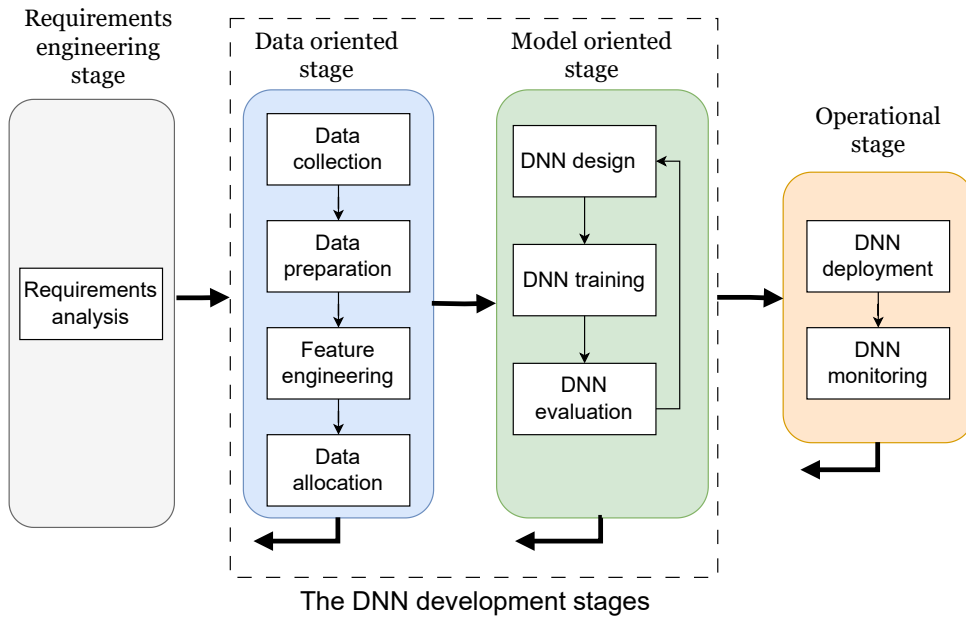 Requirements
engineering
stage
Requirements
analysis
Data oriented
stage
Data
collection
Data
preparation
Feature
engineering
Data
allocation
Model oriented
stage
DNN design
DNN training
DNN
evaluation
Operational
stage
DNN
deployment
DNN
monitoring
The DNN development stages